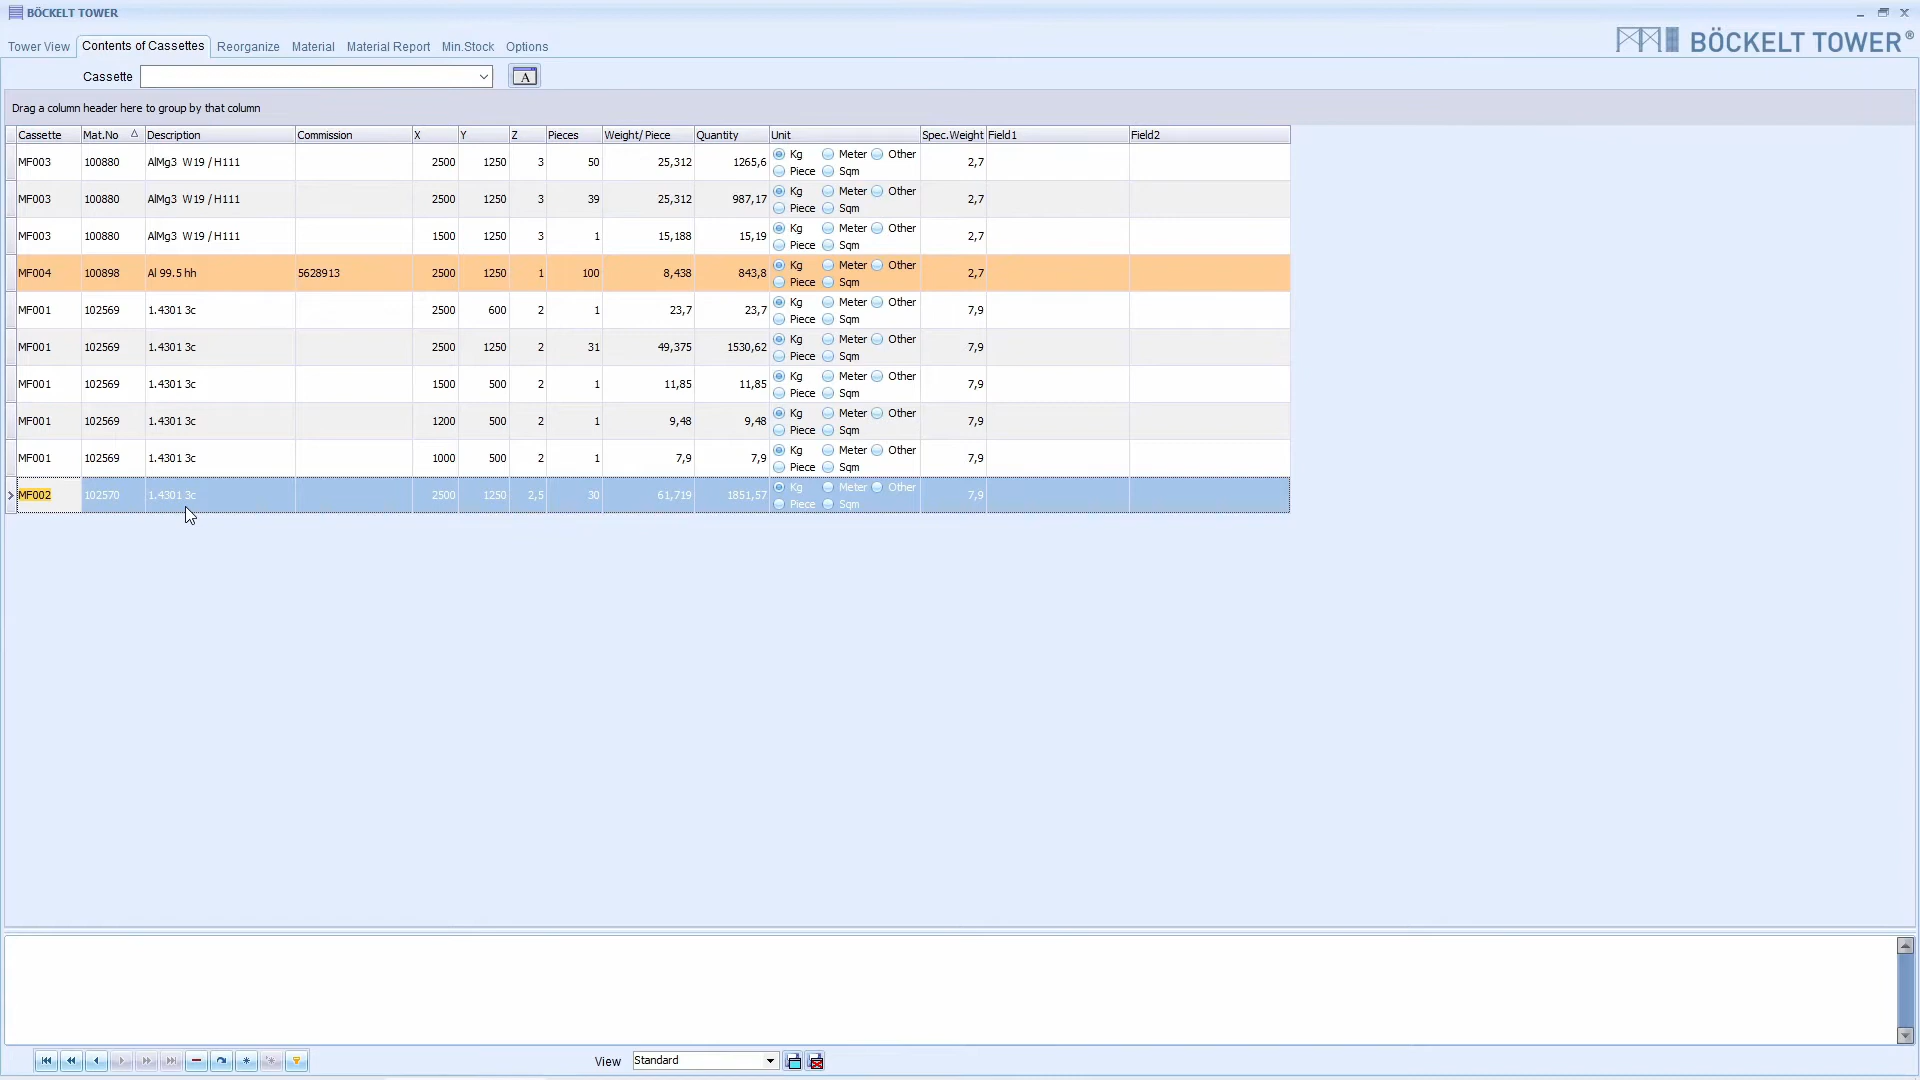 BÖCKELT TOWER
Tower View Contents of Cassettes Reorganize Material Material Report Min.Stock Options
BÖCKELT TOWER®
Cassette A
Drag a column header here to group by that column
Cassette Mat.No Description Commission X Y Z Pieces Weight/ Piece Quantity Unit Spec.Weight Field1 Field2
MF003 100880 AlMg3 W19 / H111 2500 1250 3 50 25,312 1265,6 Kg Meter Other 2,7
Piece Sqm
MF003 100880 AlMg3 W19 / H111 2500 1250 3 39 25,312 987,17 Kg Meter Other 2,7
Piece Sqm
MF003 100880 AlMg3 W19 / H111 1500 1250 3 1 15,188 15,19 Kg Meter Other 2,7
Piece Sqm
MF004 100898 Al 99.5 hh 5628913 2500 1250 1 100 8,438 843,8 Kg Meter Other 2,7
Piece Sqm
MF001 102569 1.4301 3c 2500 600 2 1 23,7 23,7 Kg Meter Other 7,9
Piece Sqm
MF001 102569 1.4301 3c 2500 1250 2 31 49,375 1530,62 Kg Meter Other 7,9
Piece Sqm
MF001 102569 1.4301 3c 1500 500 2 1 11,85 11,85 Kg Meter Other 7,9
Piece Sqm
MF001 102569 1.4301 3c 1200 500 2 1 9,48 9,48 Kg Meter Other 7,9
Piece Sqm
MF001 102569 1.4301 3c 1000 500 2 1 7,9 7,9 Kg Meter Other 7,9
Piece Sqm
MF002 102570 1.4301 3c 2500 1250 2,5 30 61,719 1851,57 Kg Meter Other 7,9
Piece Sqm
View Standard